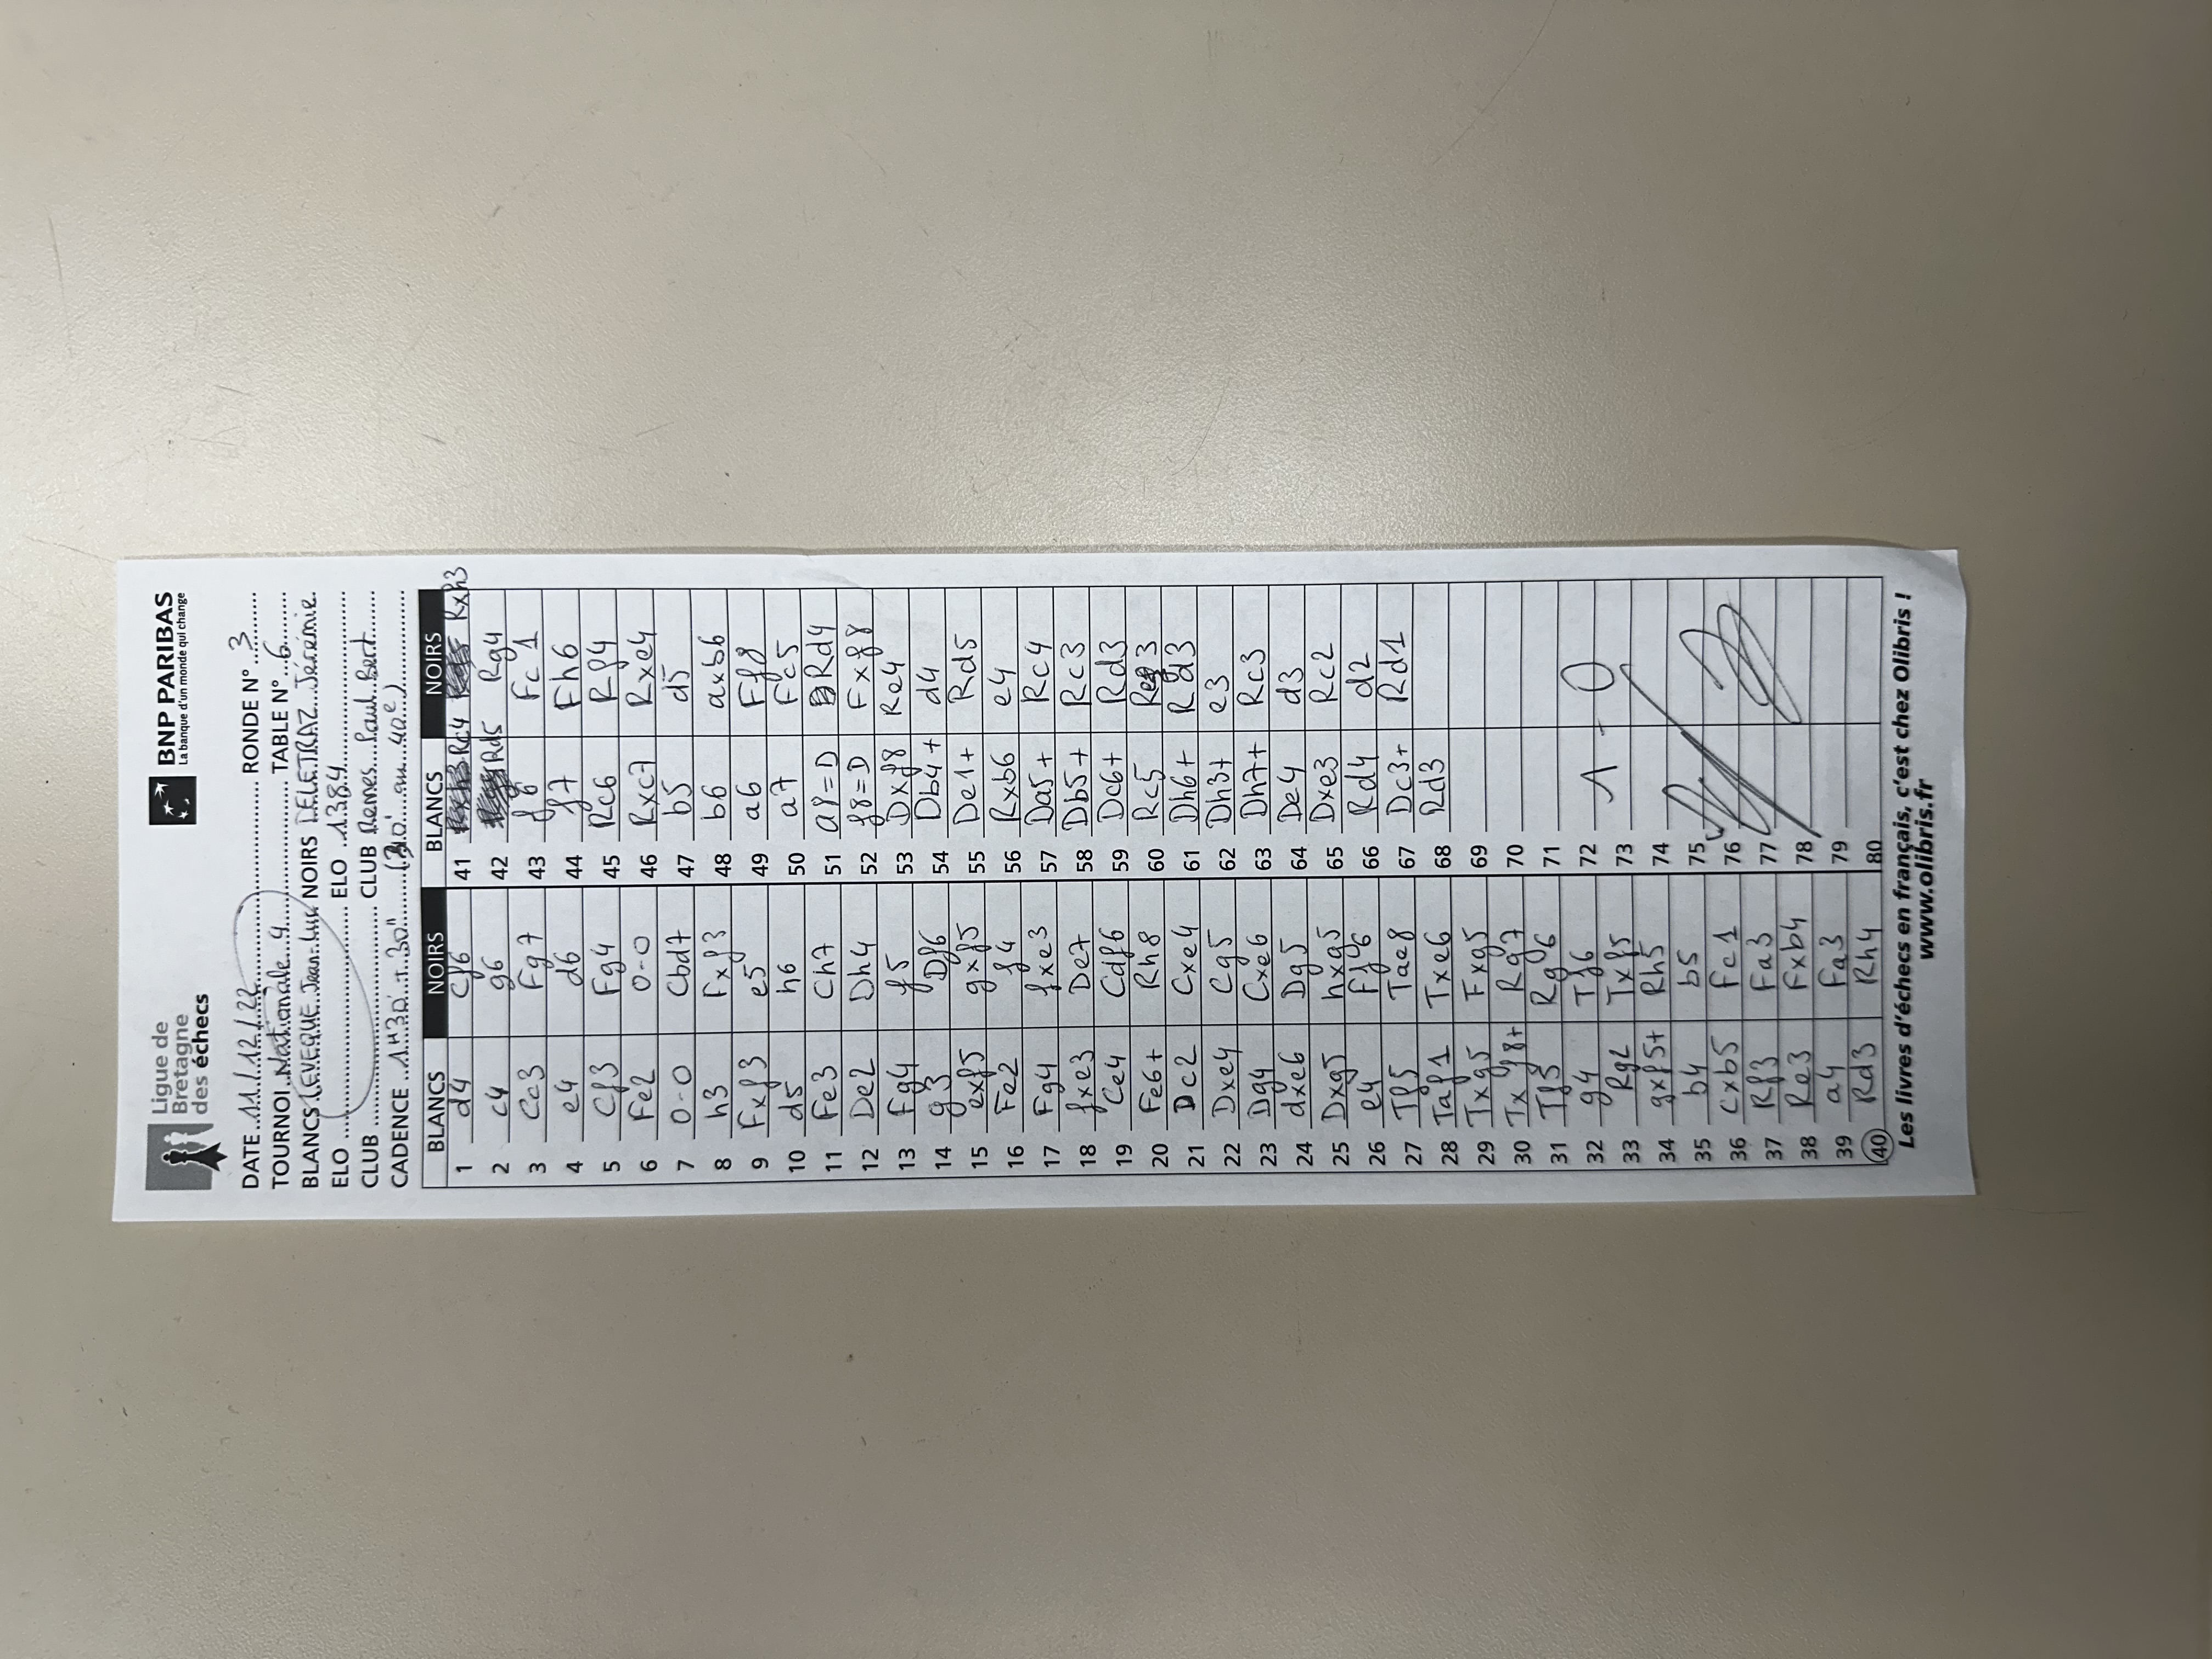 Ligue de
Bretagne
des échecs
BNP PARIBAS
La banque d'un monde qui change
DATE 11/12/22 RONDE N° 3
TOURNOI Nationale 4 TABLE N° 6
BLANCS LEVEQUE Jean-Luc NOIRS DELETRAZ Jérémie
ELO ELO 1384
CLUB CLUB Rennes Paul Bert
CADENCE 1H30' + 30" (30' au 40e)
BLANCS NOIRS BLANCS NOIRS
1 d4 Cf6
2 c4 g6
3 Cc3 Fg7
4 e4 d6
5 Cf3 Fg4
6 Fe2 0-0
7 0-0 Cbd7
8 h3 Fxf3
9 Fxf3 e5
10 d5 h6
11 Fe3 Ch7
12 De2 Dh4
13 Fg4 f5
14 g3 Df6
15 exf5 gxf5
16 Fe2 f4
17 Fg4 fxe3
18 fxe3 De7
19 Ce4 Cdf6
20 Fe6+ Rh8
21 Dc2 Cxe4
22 Dxe4 Cg5
23 Dg4 Cxe6
24 dxe6 Dg5
25 Dxg5 hxg5
26 e4 Ff6
27 Tf5 Tae8
28 Taf1 Txe6
29 Txg5 Fxg5
30 Txf8+ Rg7
31 Tf5 Rg6
32 g4 Tf6
33 Rg2 Txf5
34 gxf5+ Rh5
35 b4 b5
36 cxb5 Fc1
37 Rf3 Fa3
38 Re3 Fxb4
39 a4 Fa3
40 Rd3 Rh4
41 Rc4 Rxh3
42 Rd5 Rg4
43 f6 Fc1
44 f7 Fh6
45 Rc6 Rf4
46 Rxc7 Rxe4
47 b5 d5
48 b6 axb6
49 a6 Ff8
50 a7 Fc5
51 a8=D Rd4
52 f8=D Fxf8
53 Dxf8 Re4
54 Db4+ d4
55 De1+ Rd5
56 Rxb6 e4
57 Da5+ Rc4
58 Db5+ Rc3
59 Dc6+ Rd3
60 Rc5 Re3
61 Dh6+ Rd3
62 Dh3+ e3
63 Dh7+ Rc3
64 De4 d3
65 Dxe3 Rc2
66 Rd4 d2
67 Dc3+ Rd1
68 Rd3
69
70
71
72 1 - 0
73
74
75
76
77
78
79
80
Les livres d'échecs en français, c'est chez Olibris !
www.olibris.fr